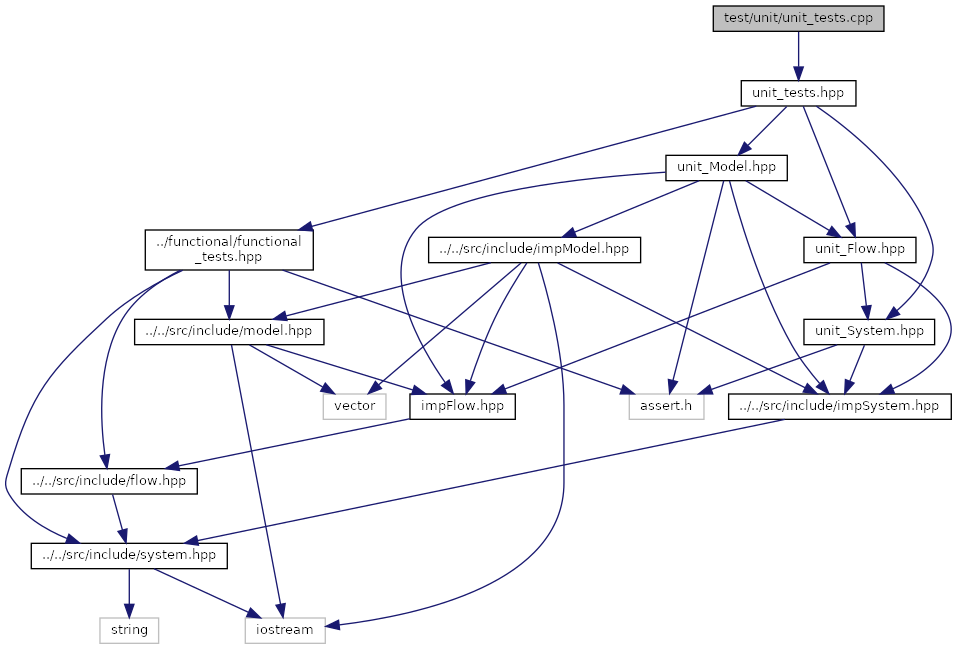 test/unit/unit_tests.cpp
unit_tests.hpp
unit_Model.hpp
../functional/functional
_tests.hpp
../../src/include/impModel.hpp
unit_Flow.hpp
../../src/include/model.hpp
unit_System.hpp
vector
impFlow.hpp
assert.h
../../src/include/impSystem.hpp
../../src/include/flow.hpp
../../src/include/system.hpp
string
iostream